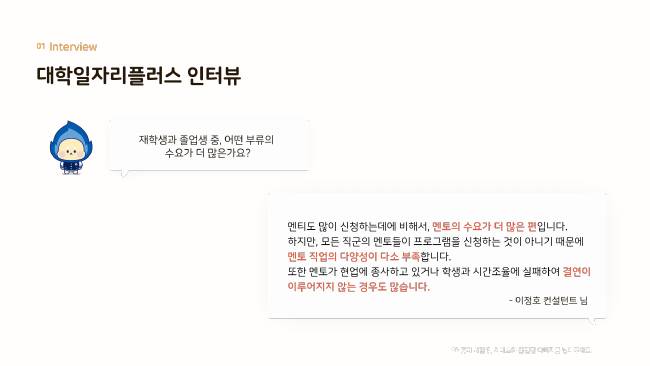 01 Interview
대학일자리플러스 인터뷰
재학생과 졸업생 중, 어떤 부류의
수요가 더 많은가요?
멘티도 많이 신청하는데에 비해서, 멘토의 수요가 더 많은 편입니다.
하지만, 모든 직군의 멘토들이 프로그램을 신청하는 것이 아니기 때문에
멘토 직업의 다양성이 다소 부족합니다.
또한 멘토가 현업에 종사하고 있거나 학생과 시간조율에 실패하여 결연이
이루어지지 않는 경우도 많습니다.
- 이정호 컨설턴트 님